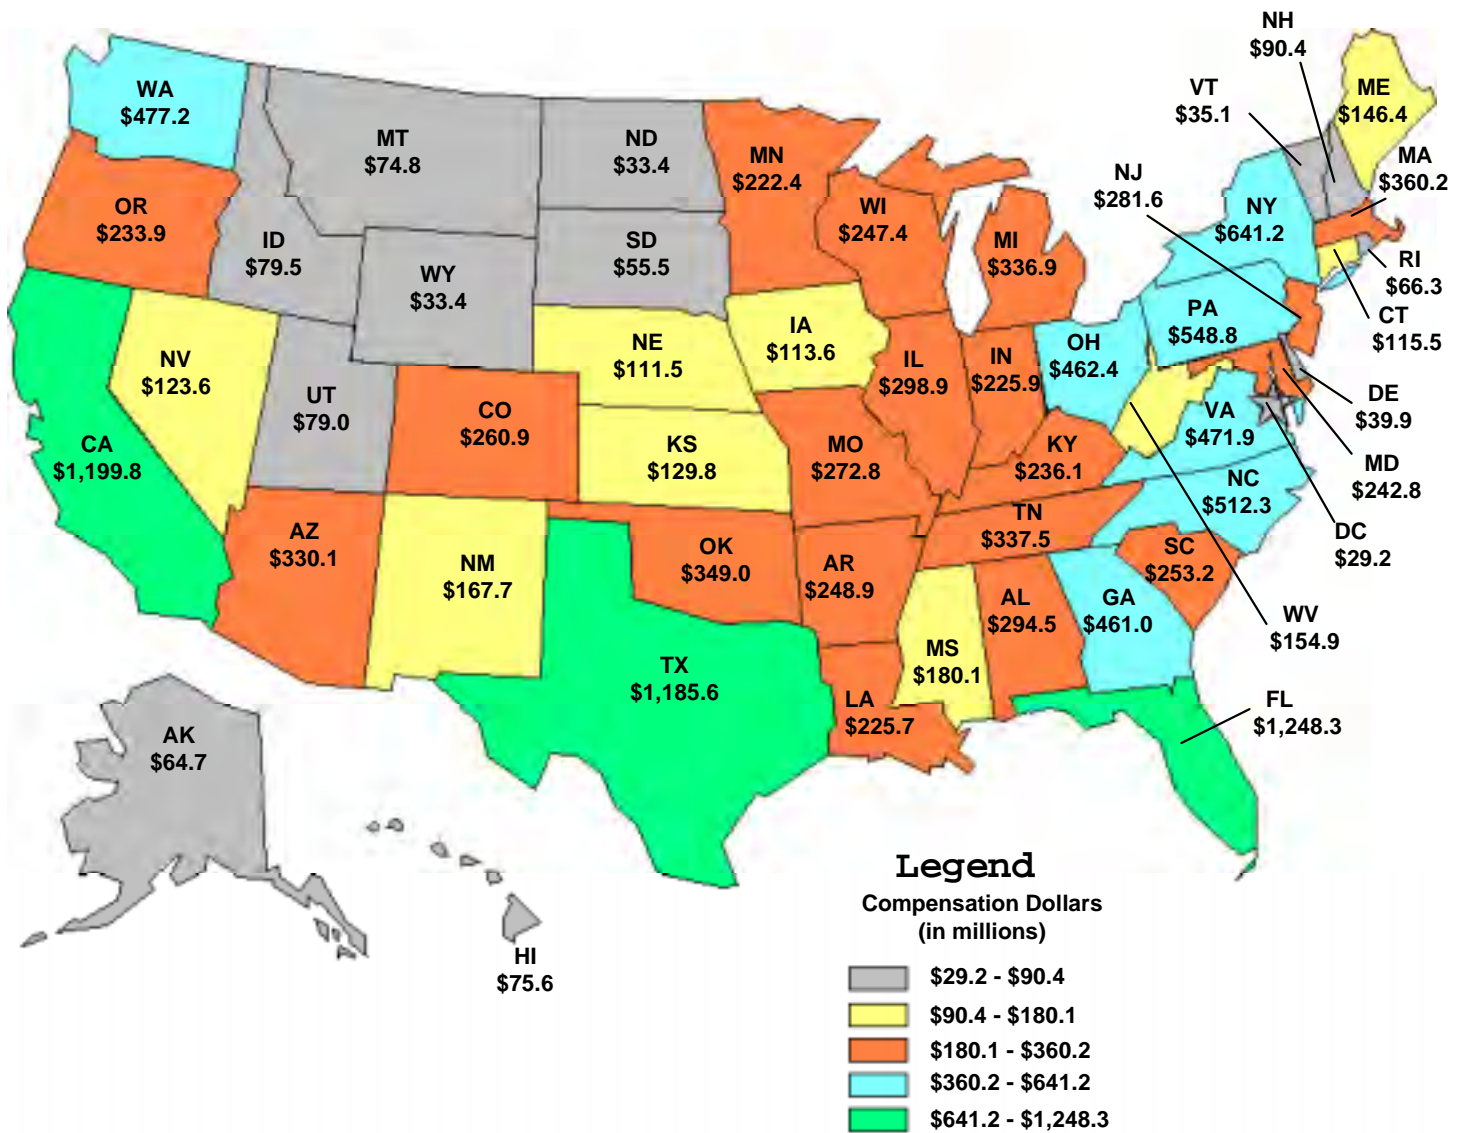 NH
$90.4
VT
$35.1
ME
$146.4
WA
$477.2
MT
$74.8
ND
$33.4
MN
$222.4
MA
$360.2
NJ
$281.6
OR
$233.9
ID
$79.5
WY
$33.4
SD
$55.5
WI
$247.4
MI
$336.9
NY
$641.2
RI
$66.3
CT
$115.5
PA
$548.8
NV
$123.6
UT
$79.0
NE
$111.5
IA
$113.6
IL
$298.9
IN
$225.9
OH
$462.4
DE
$39.9
CA
$1,199.8
CO
$260.9
KS
$129.8
MO
$272.8
KY
$236.1
VA
$471.9
MD
$242.8
NC
$512.3
DC
$29.2
AZ
$330.1
NM
$167.7
OK
$349.0
AR
$248.9
TN
$337.5
SC
$253.2
AL
$294.5
GA
$461.0
WV
$154.9
MS
$180.1
TX
$1,185.6
LA
$225.7
FL
$1,248.3
AK
$64.7
HI
$75.6
Legend
Compensation Dollars
(in millions)
$29.2 - $90.4
$90.4 - $180.1
$180.1 - $360.2
$360.2 - $641.2
$641.2 - $1,248.3